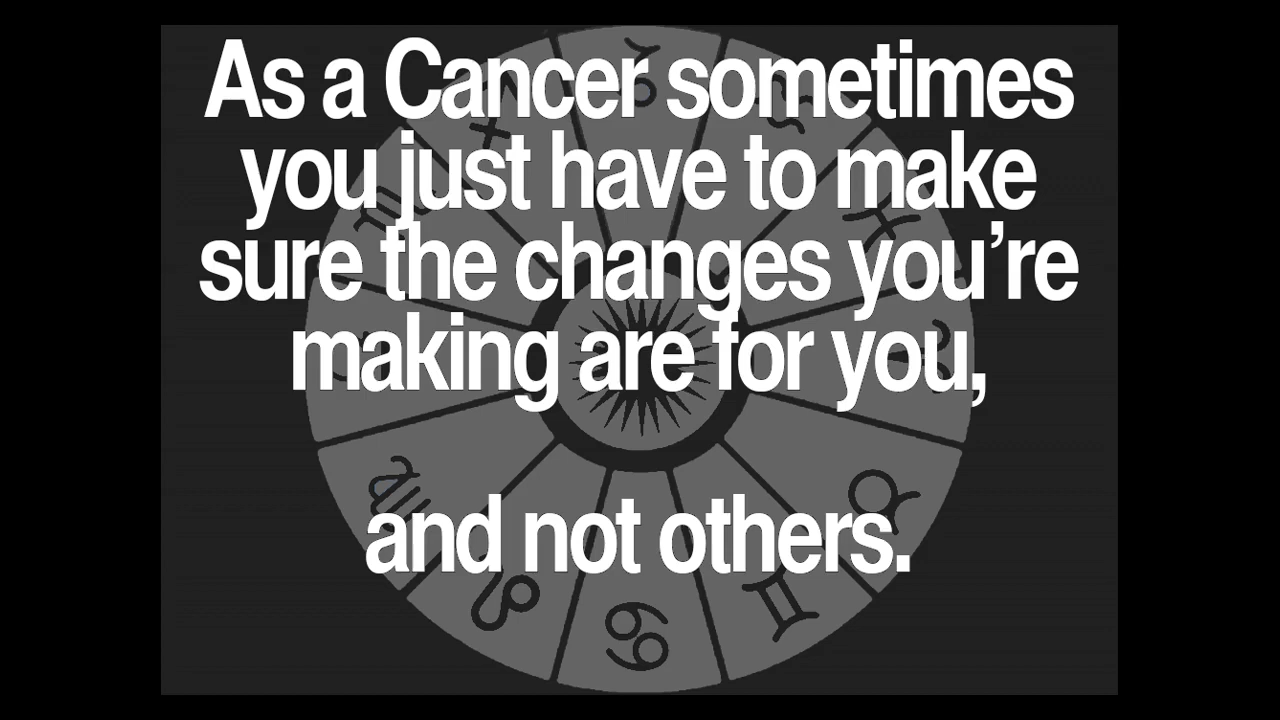 As a Cancer sometimes
you just have to make
sure the changes you’re
making are for you,
and not others.